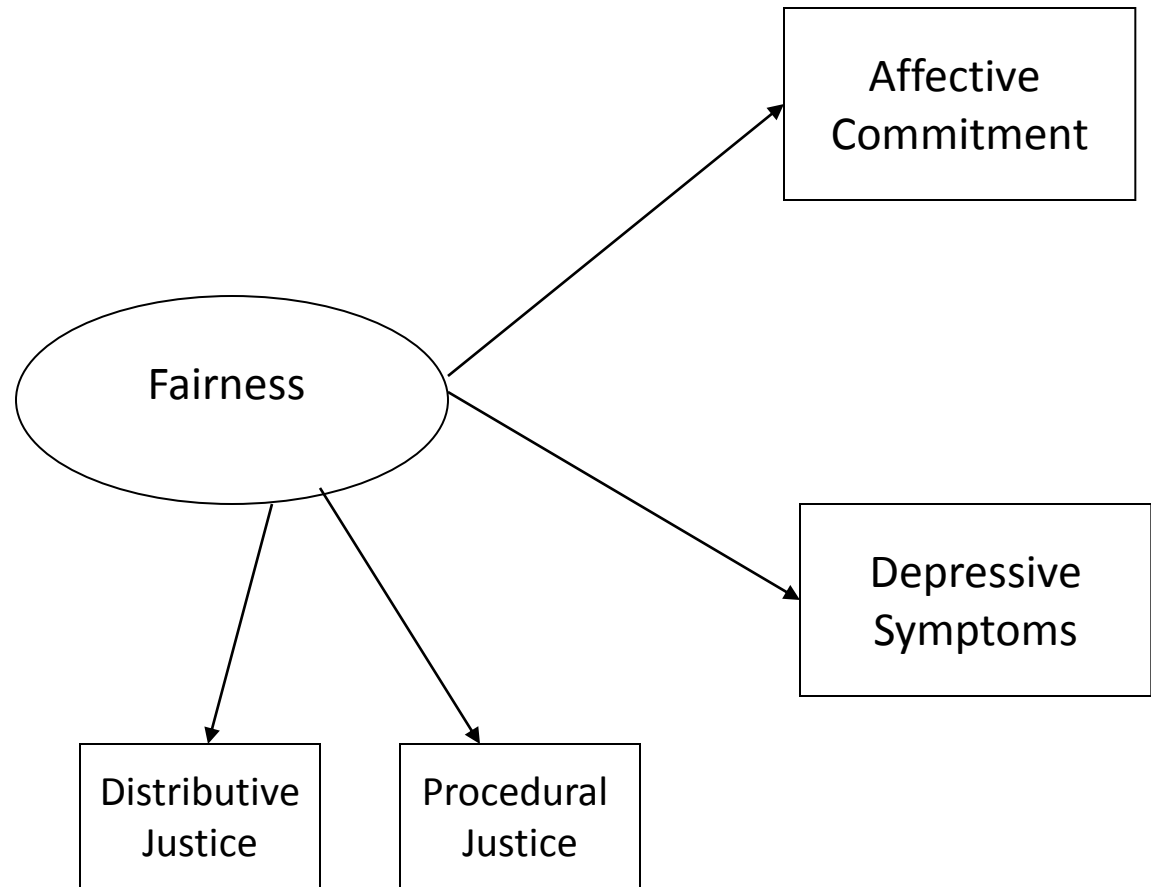 Affective
Commitment
Fairness
Depressive
Symptoms
Distributive
Justice
Procedural
Justice